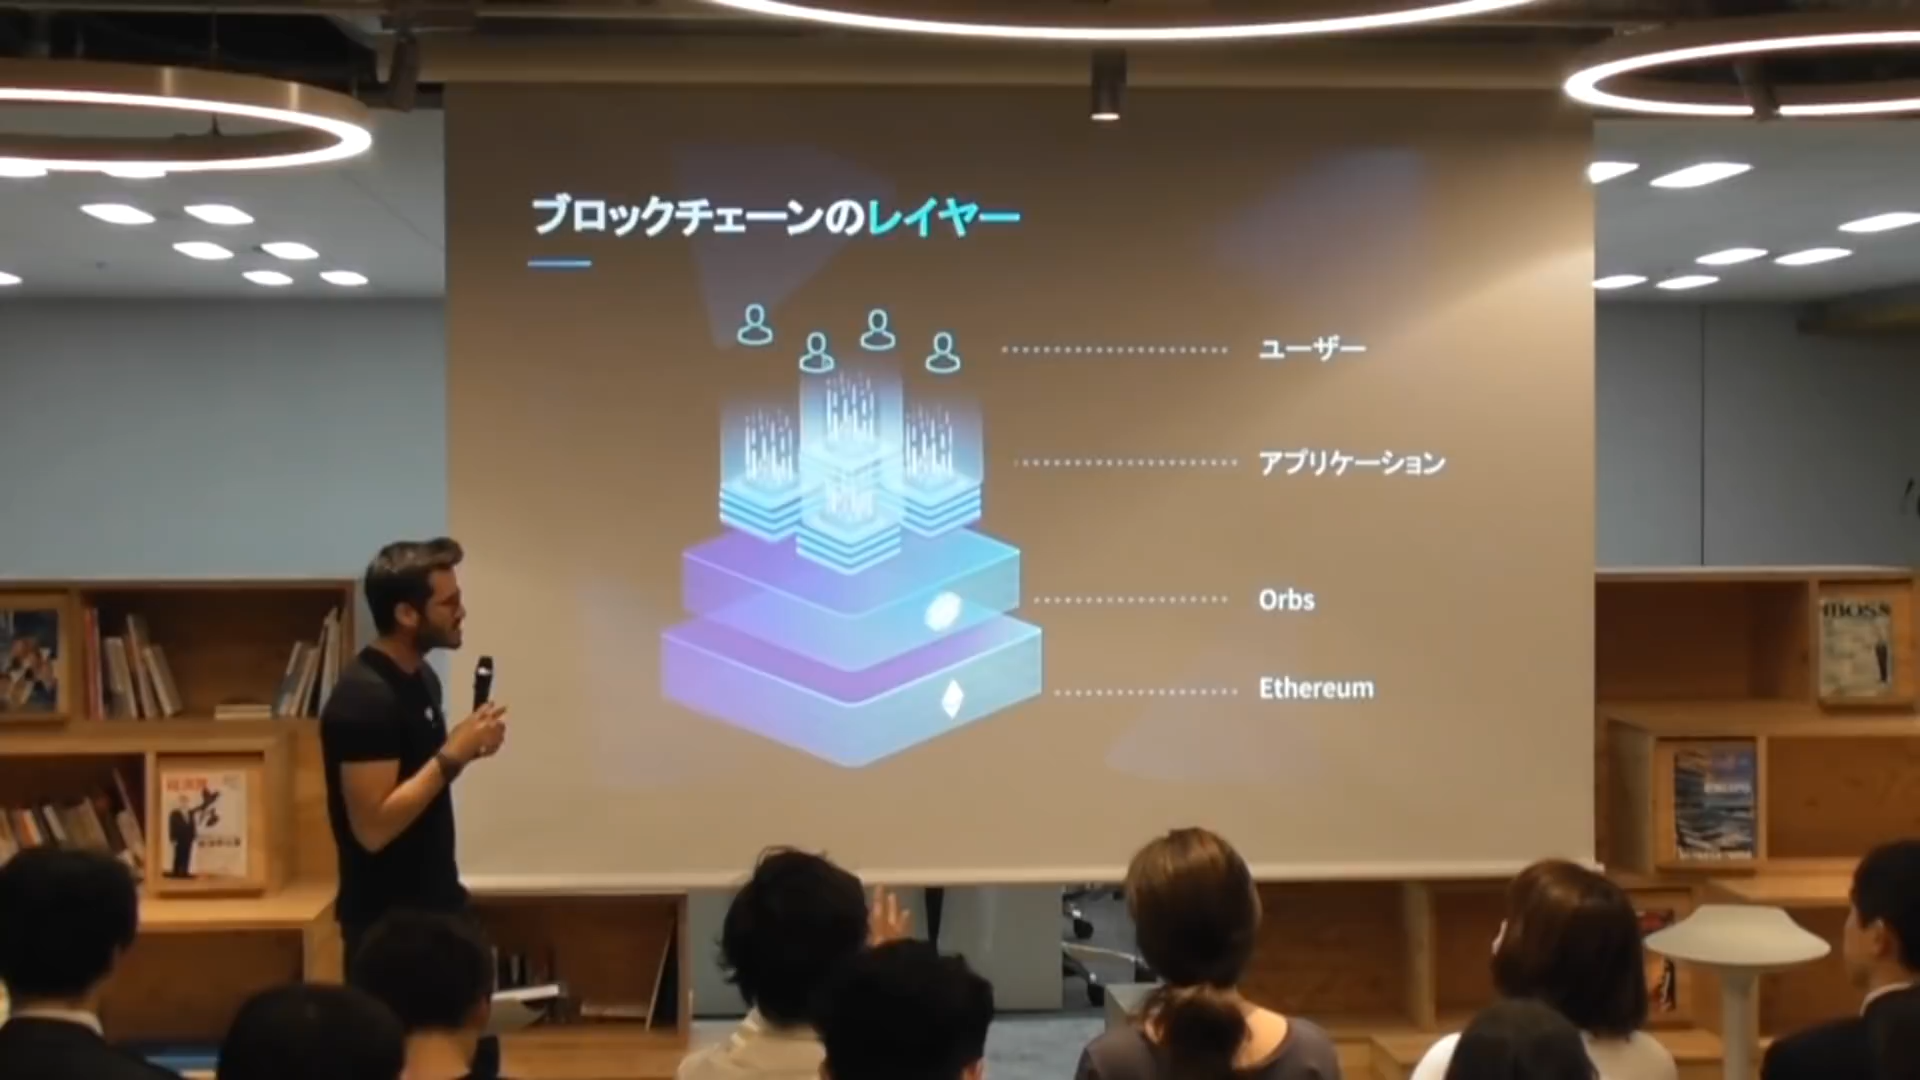 ブロックチェーンのレイヤー
ユーザー
アプリケーション
Orbs
Ethereum